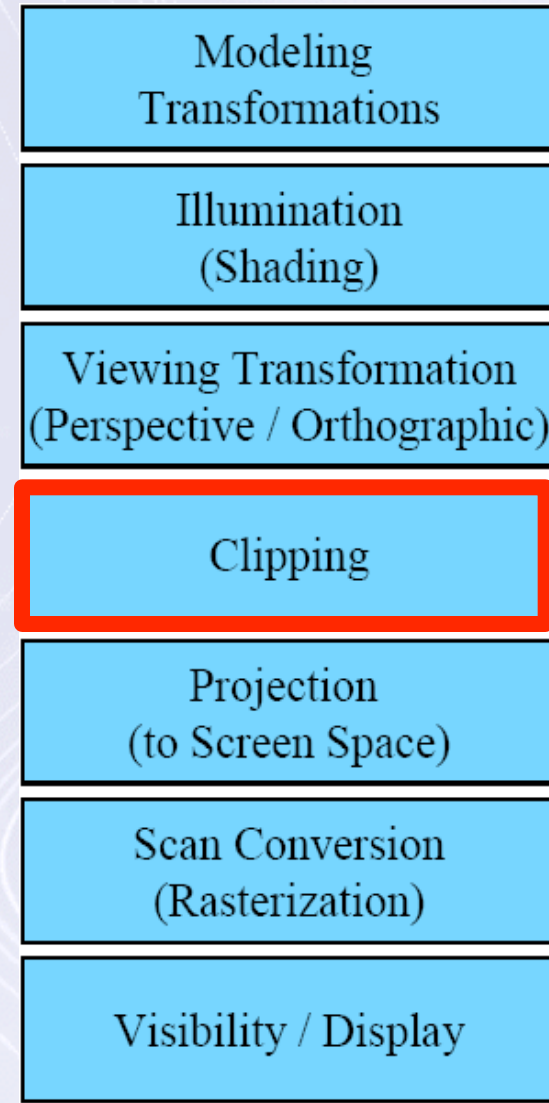 Modeling
Transformations
Illumination
(Shading)
Viewing Transformation
(Perspective / Orthographic)
Clipping
Projection
(to Screen Space)
Scan Conversion
(Rasterization)
Visibility / Display